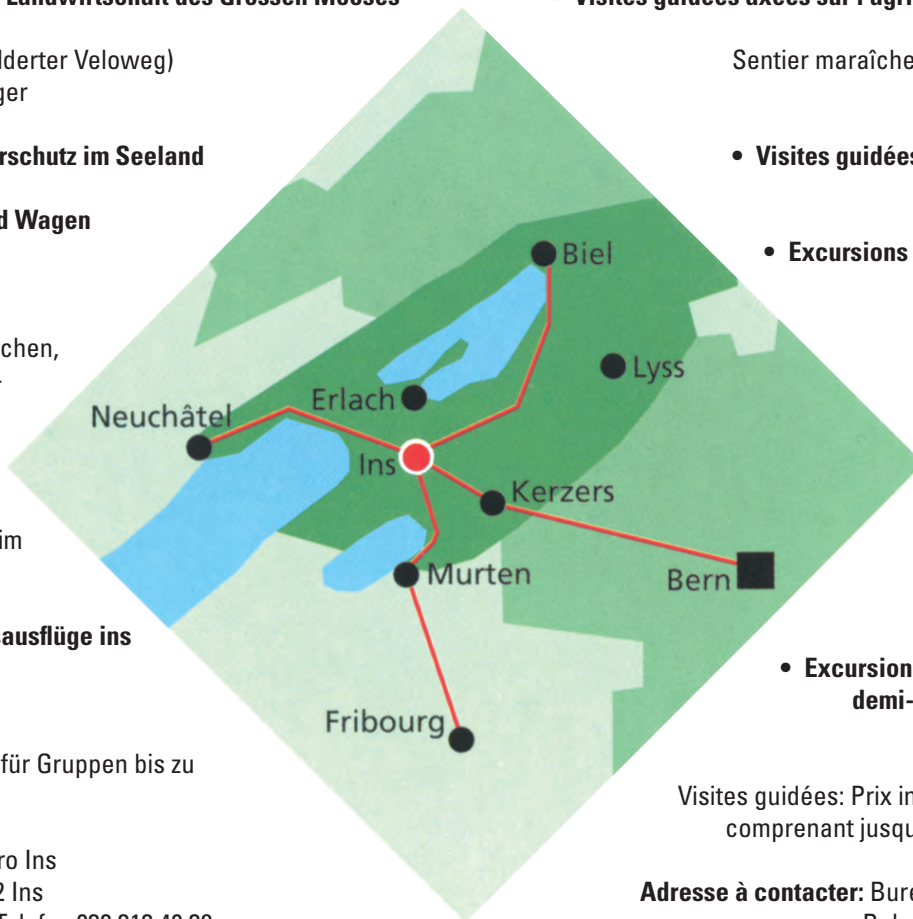 Landwirtschaft des Grossen Mooses
lderter Veloweg)
ger
rschutz im Seeland
d Wagen
chen,
im
ausflüge ins
für Gruppen bis zu
ro Ins
2 Ins
• Visites guidées axées sur l'agri
Sentier maraîche
• Visites guidées
• Excursions
Biel
Lyss
Erlach
Neuchâtel
Ins
Kerzers
Murten
Bern
Fribourg
• Excursion
demi-
Visites guidées: Prix in
comprenant jusqu
Adresse à contacter: Bure